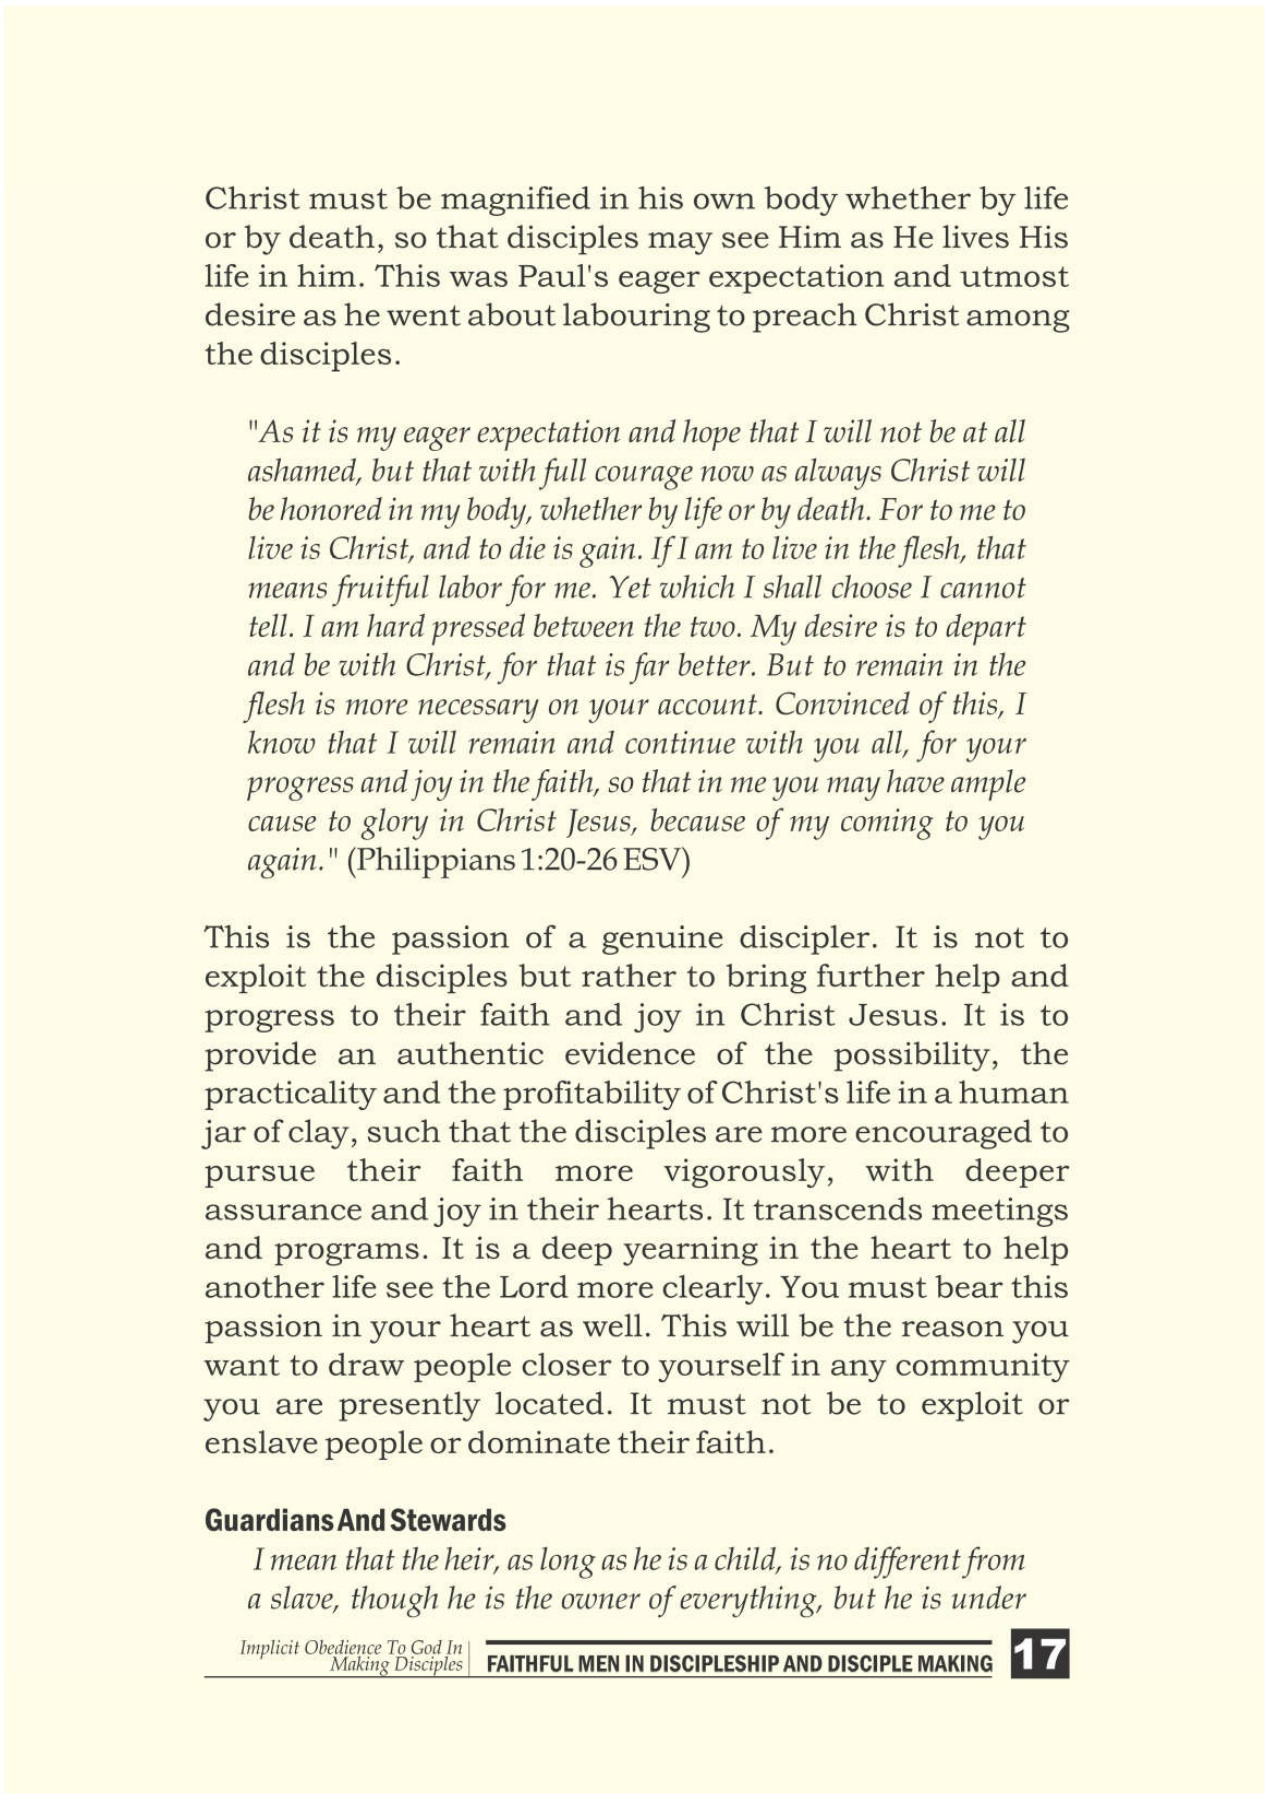 Christ must be magnified in his own body whether by life
or by death, so that disciples may see Him as He lives His
life in him. This was Paul's eager expectation and utmost
desire as he went about labouring to preach Christ among
the disciples.
"As it is my eager expectation and hope that I will not be at all
ashamed, but that with full courage now as always Christ will
be honored in my body, whether by life or by death. For to me to
live is Christ, and to die is gain. If I am to live in the flesh, that
means fruitful labor for me. Yet which I shall choose I cannot
tell. I am hard pressed between the two. My desire is to depart
and be with Christ, for that is far better. But to remain in the
flesh is more necessary on your account. Convinced of this, I
know that I will remain and continue with you all, for your
progress and joy in the faith, so that in me you may have ample
cause to glory in Christ Jesus, because of my coming to you
again." (Philippians 1:20-26 ESV)
This is the passion of a genuine discipler. It is not to
exploit the disciples but rather to bring further help and
progress to their faith and joy in Christ Jesus. It is to
provide an authentic evidence of the possibility, the
practicality and the profitability of Christ's life in a human
jar of clay, such that the disciples are more encouraged to
pursue their faith more vigorously, with deeper
assurance and joy in their hearts. It transcends meetings
and programs. It is a deep yearning in the heart to help
another life see the Lord more clearly. You must bear this
passion in your heart as well. This will be the reason you
want to draw people closer to yourself in any community
you are presently located. It must not be to exploit or
enslave people or dominate their faith.
Guardians And Stewards
I mean that the heir, as long as he is a child, is no different from
a slave, though he is the owner of everything, but he is under
Implicit Obedience To God In
Making Disciples
FAITHFUL MEN IN DISCIPLESHIP AND DISCIPLE MAKING
17